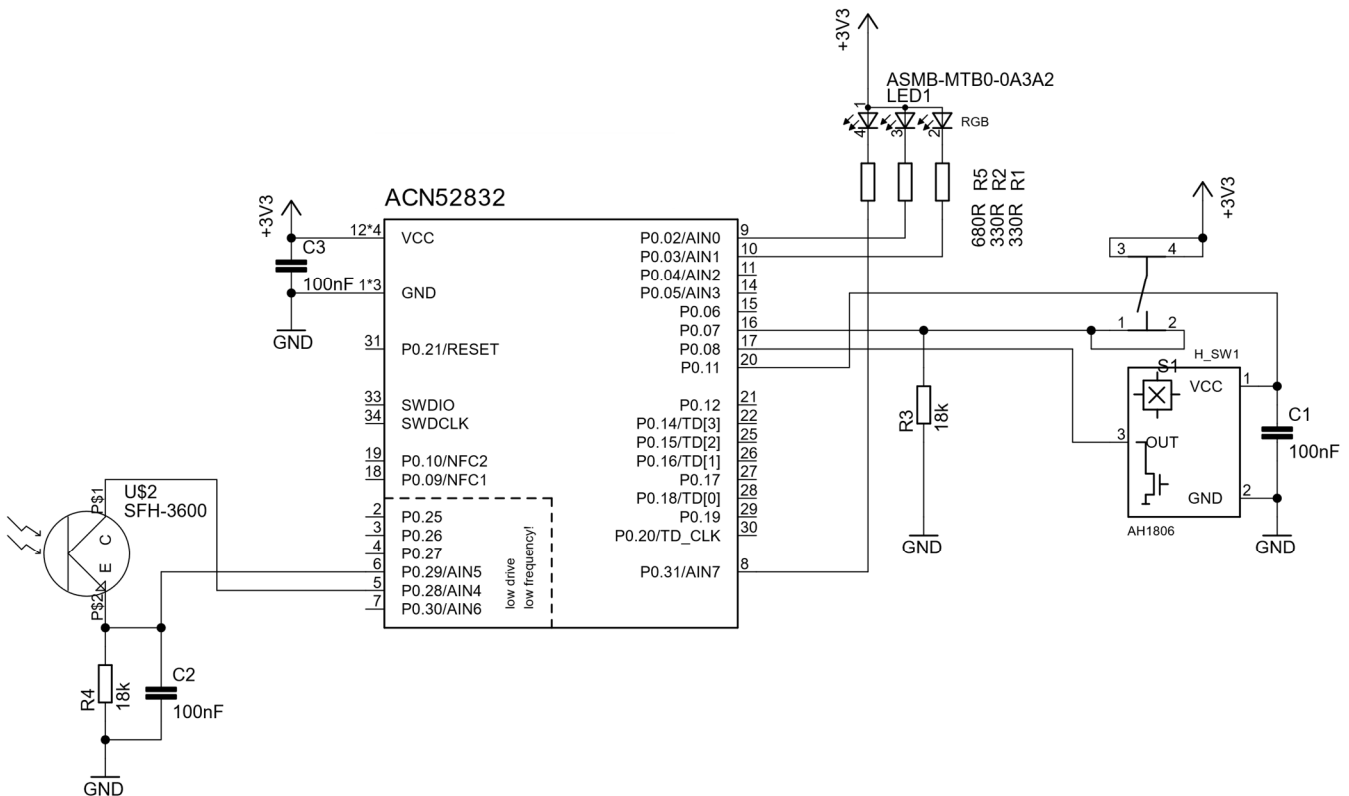 +3V3
ASMB-MTB0-0A3A2
LED1
1
4
3
2
RGB
680R R5
330R R2
330R R1
ACN52832
+3V3
C3
100nF
GND
12*4
VCC
1*3
GND
31
P0.21/RESET
33
SWDIO
34
SWDCLK
19
P0.10/NFC2
18
P0.09/NFC1
2
P0.25
3
P0.26
4
P0.27
6
P0.29/AIN5
5
P0.28/AIN4
7
P0.30/AIN6
low drive
low frequency!
P0.02/AIN0
9
P0.03/AIN1
10
P0.04/AIN2
11
P0.05/AIN3
14
P0.06
15
P0.07
16
P0.08
17
P0.11
20
P0.12
21
P0.14/TD[3]
22
P0.15/TD[2]
25
P0.16/TD[1]
26
P0.17
27
P0.18/TD[0]
28
P0.19
29
P0.20/TD_CLK
30
P0.31/AIN7
8
+3V3
3
4
1
2
S1
H_SW1
VCC
1
3
OUT
GND
2
AH1806
C1
100nF
GND
R3
18k
GND
P$1
U$2
SFH-3600
C
E
P$2
R4
18k
C2
100nF
GND